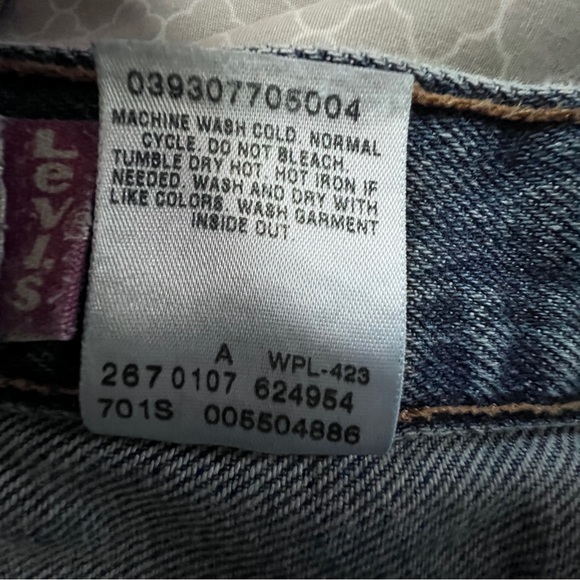 Levi's
039307705004
MACHINE WASH COLD, NORMAL
CYCLE. DO NOT BLEACH.
TUMBLE DRY HOT. HOT IRON IF
NEEDED. WASH AND DRY WITH
LIKE COLORS. WASH GARMENT
INSIDE OUT
A WPL-423
267 0107 624954
701S 005504886